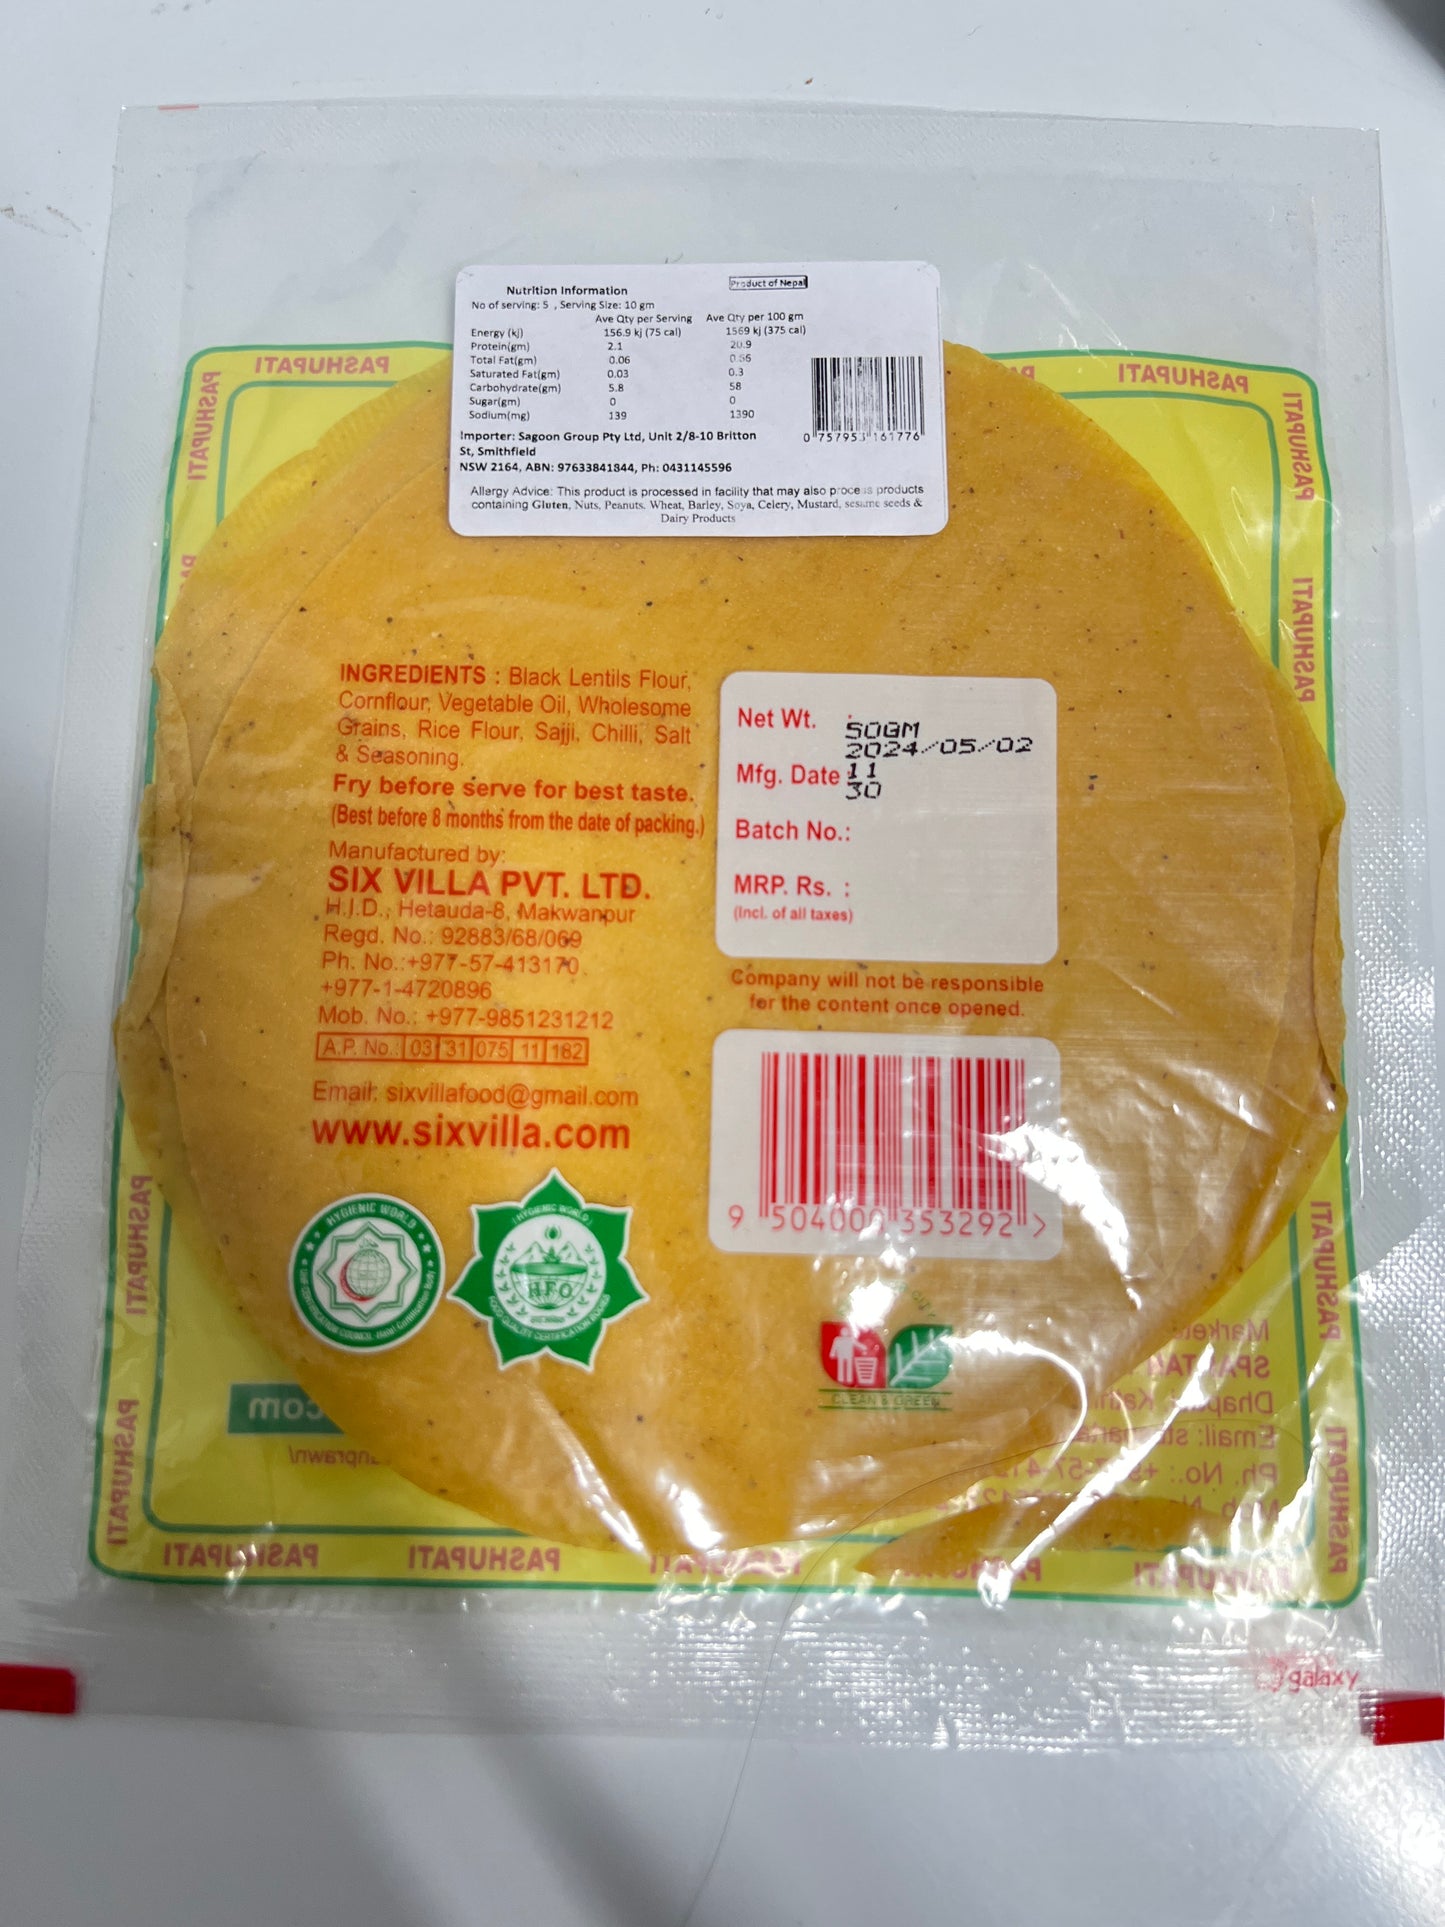 Nutrition Information
Product of Nepal
No of serving: 5 , Serving Size: 10 gm
Ave Qty per Serving Ave Qty per 100 gm
Energy (kj) 156.9 kj (75 cal) 1569 kj (375 cal)
Protein(gm) 2.1 20.9
Total Fat(gm) 0.06 0.56
Saturated Fat(gm) 0.03 0.3
Carbohydrate(gm) 5.8 58
Sugar(gm) 0 0
Sodium(mg) 139 1390
0 757953 161776
Importer: Sagoon Group Pty Ltd, Unit 2/8-10 Britton
St, Smithfield
NSW 2164, ABN: 97633841844, Ph: 0431145596
Allergy Advice: This product is processed in facility that may also process products
containing Gluten, Nuts, Peanuts, Wheat, Barley, Soya, Celery, Mustard, sesame seeds &
Dairy Products
PASHUPATI
PASHUPATI
PASHUPATI
PASHUPATI
PASHUPATI
INGREDIENTS : Black Lentils Flour,
Cornflour, Vegetable Oil, Wholesome
Grains, Rice Flour, Sajji, Chilli, Salt
& Seasoning.
Fry before serve for best taste.
(Best before 8 months from the date of packing.)
Manufactured by:
SIX VILLA PVT. LTD.
H.I.D., Hetauda-8, Makwanpur
Regd. No.: 92883/68/069
Ph. No.:+977-57-413170,
+977-1-4720896
Mob. No.: +977-9851231212
A.P. No.: 03 31 075 11 182
Email: sixvillafood@gmail.com
www.sixvilla.com
Net Wt. 50GM
2024/05/02
Mfg. Date 11
30
Batch No.:
MRP. Rs. :
(Incl. of all taxes)
Company will not be responsible
for the content once opened.
9 504000 353292 >
HYGIENIC WORLD
HYGIENIC WORLD
HFO
CLEAN & GREEN
PASHUPATI
PASHUPATI
PASHUPATI
PASHUPATI
PASHUPATI
PASHUPATI
Dhapasi
Email:
Ph. No.:
PASHUPATI
galaxy